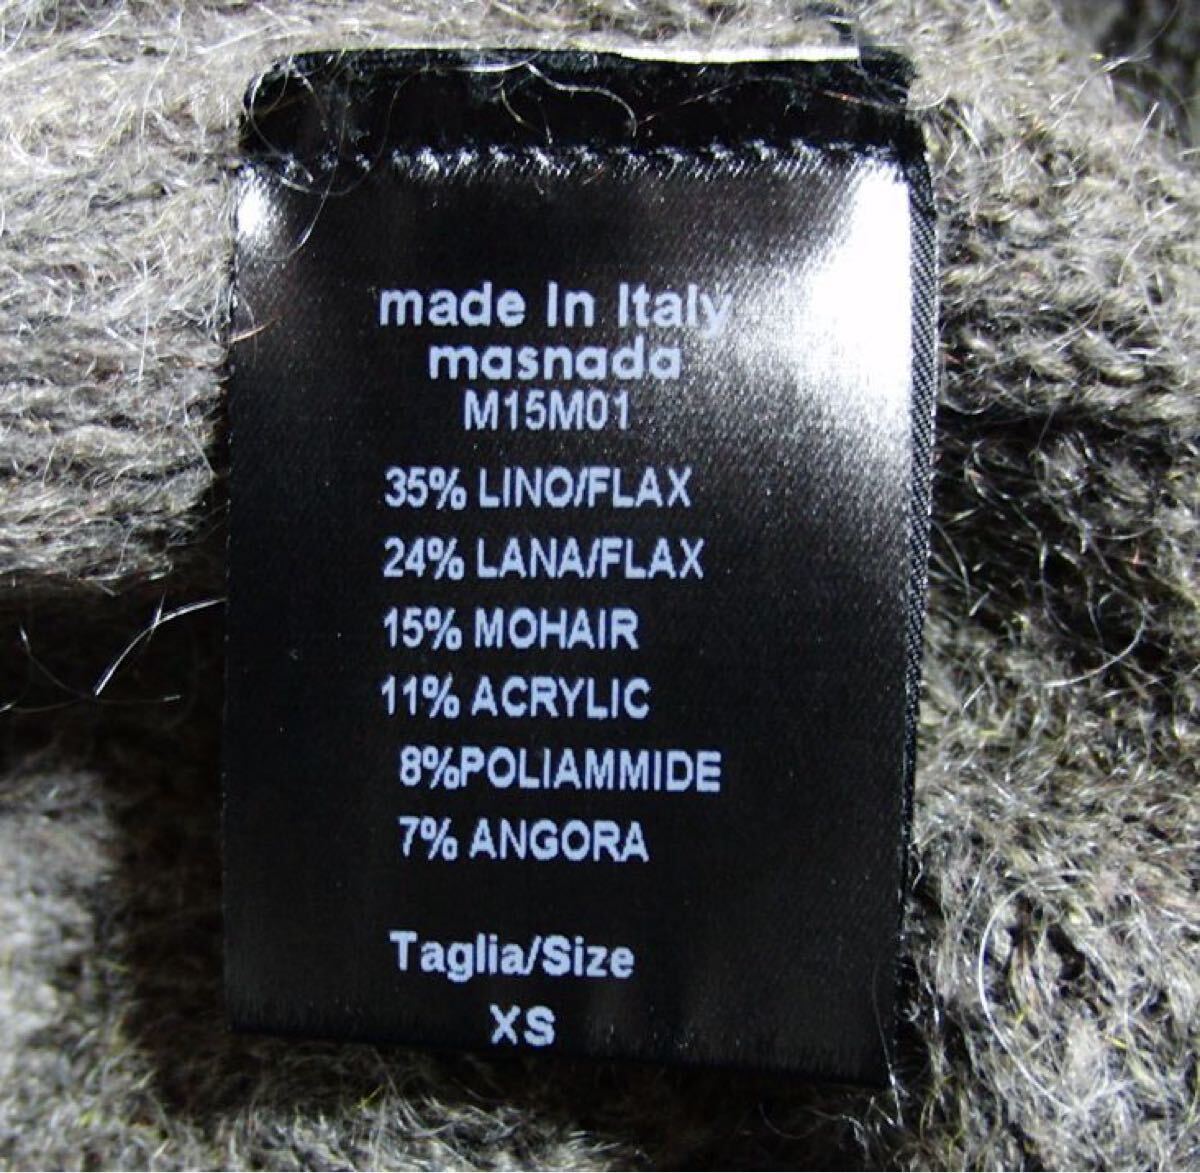 made In Italy
masnada
M15M01
35% LINO/FLAX
24% LANA/FLAX
15% MOHAIR
11% ACRYLIC
8%POLIAMMIDE
7% ANGORA
Taglia/Size
XS